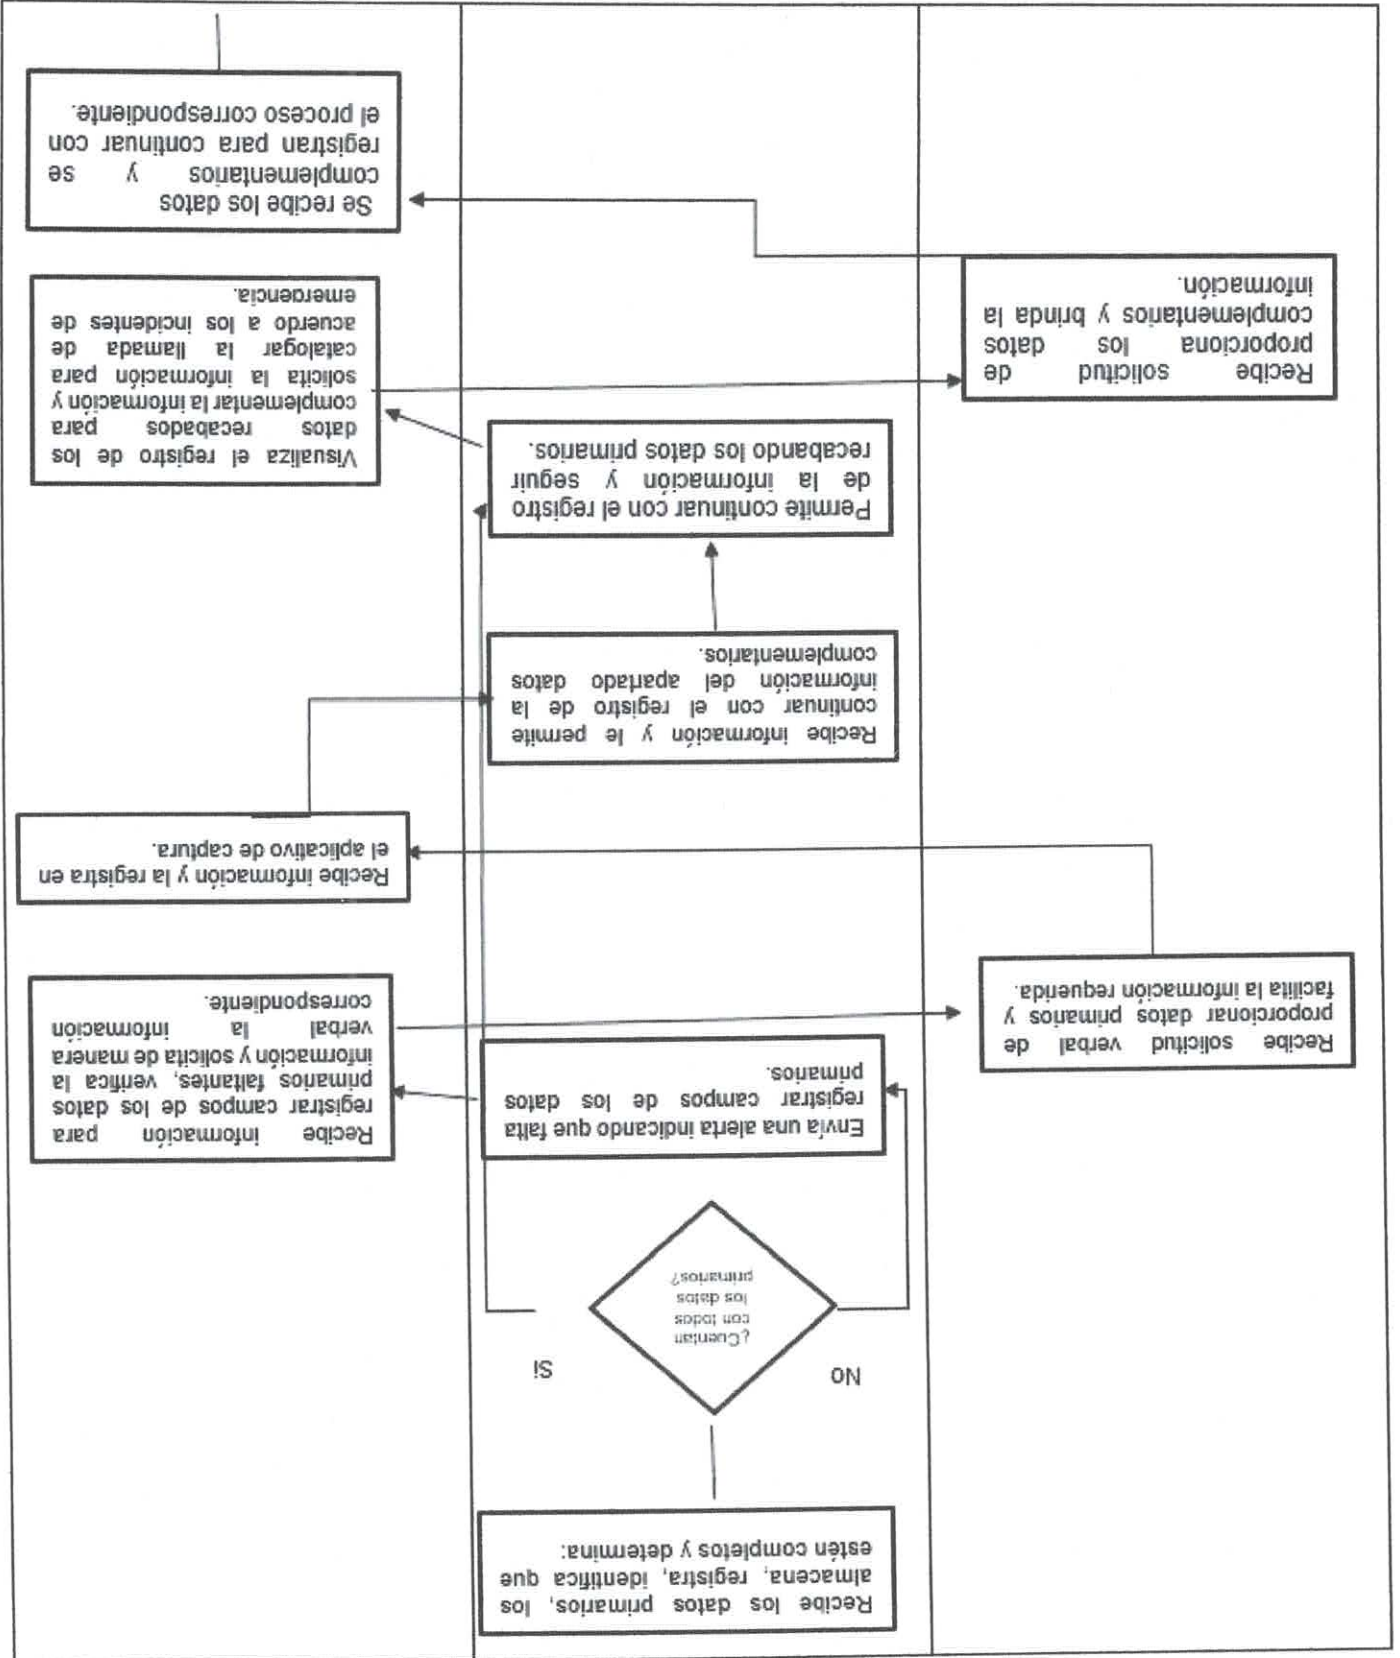 Recibe los datos primarios, los
almacena, registra, identifica que
estén completos y determina:
No
Si
¿Cuentan
con todos
los datos
primarios?
Envía una alerta indicando que falta
registrar campos de los datos
primarios.
Recibe información para
registrar campos de los datos
primarios faltantes, verifica la
información y solicita de manera
verbal la información
correspondiente.
Recibe solicitud verbal de
proporcionar datos primarios y
facilita la información requerida.
Recibe información y la registra en
el aplicativo de captura.
Recibe información y le permite
continuar con el registro de la
información del apartado datos
complementarios.
Permite continuar con el registro
de la información y seguir
recabando los datos primarios.
Visualiza el registro de los
datos recabados para
complementar la información y
solicita la información para
catalogar la llamada de
acuerdo a los incidentes de
emergencia.
Recibe solicitud de
proporciona los datos
complementarios y brinda la
información.
Se recibe los datos
complementarios y se
registran para continuar con
el proceso correspondiente.